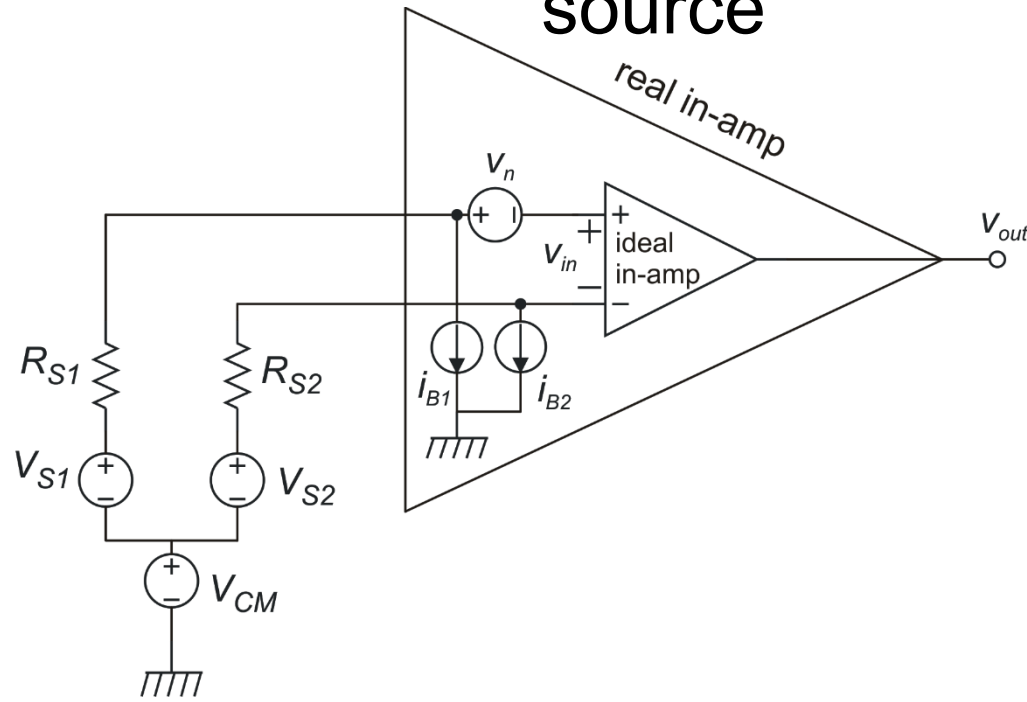 source
real in-amp
vn
vout
+
+
+
ideal
in-amp
vin
−
−
RS1
RS2
iB1
iB2
VS1
+
−
+
−
VS2
+
−
VCM